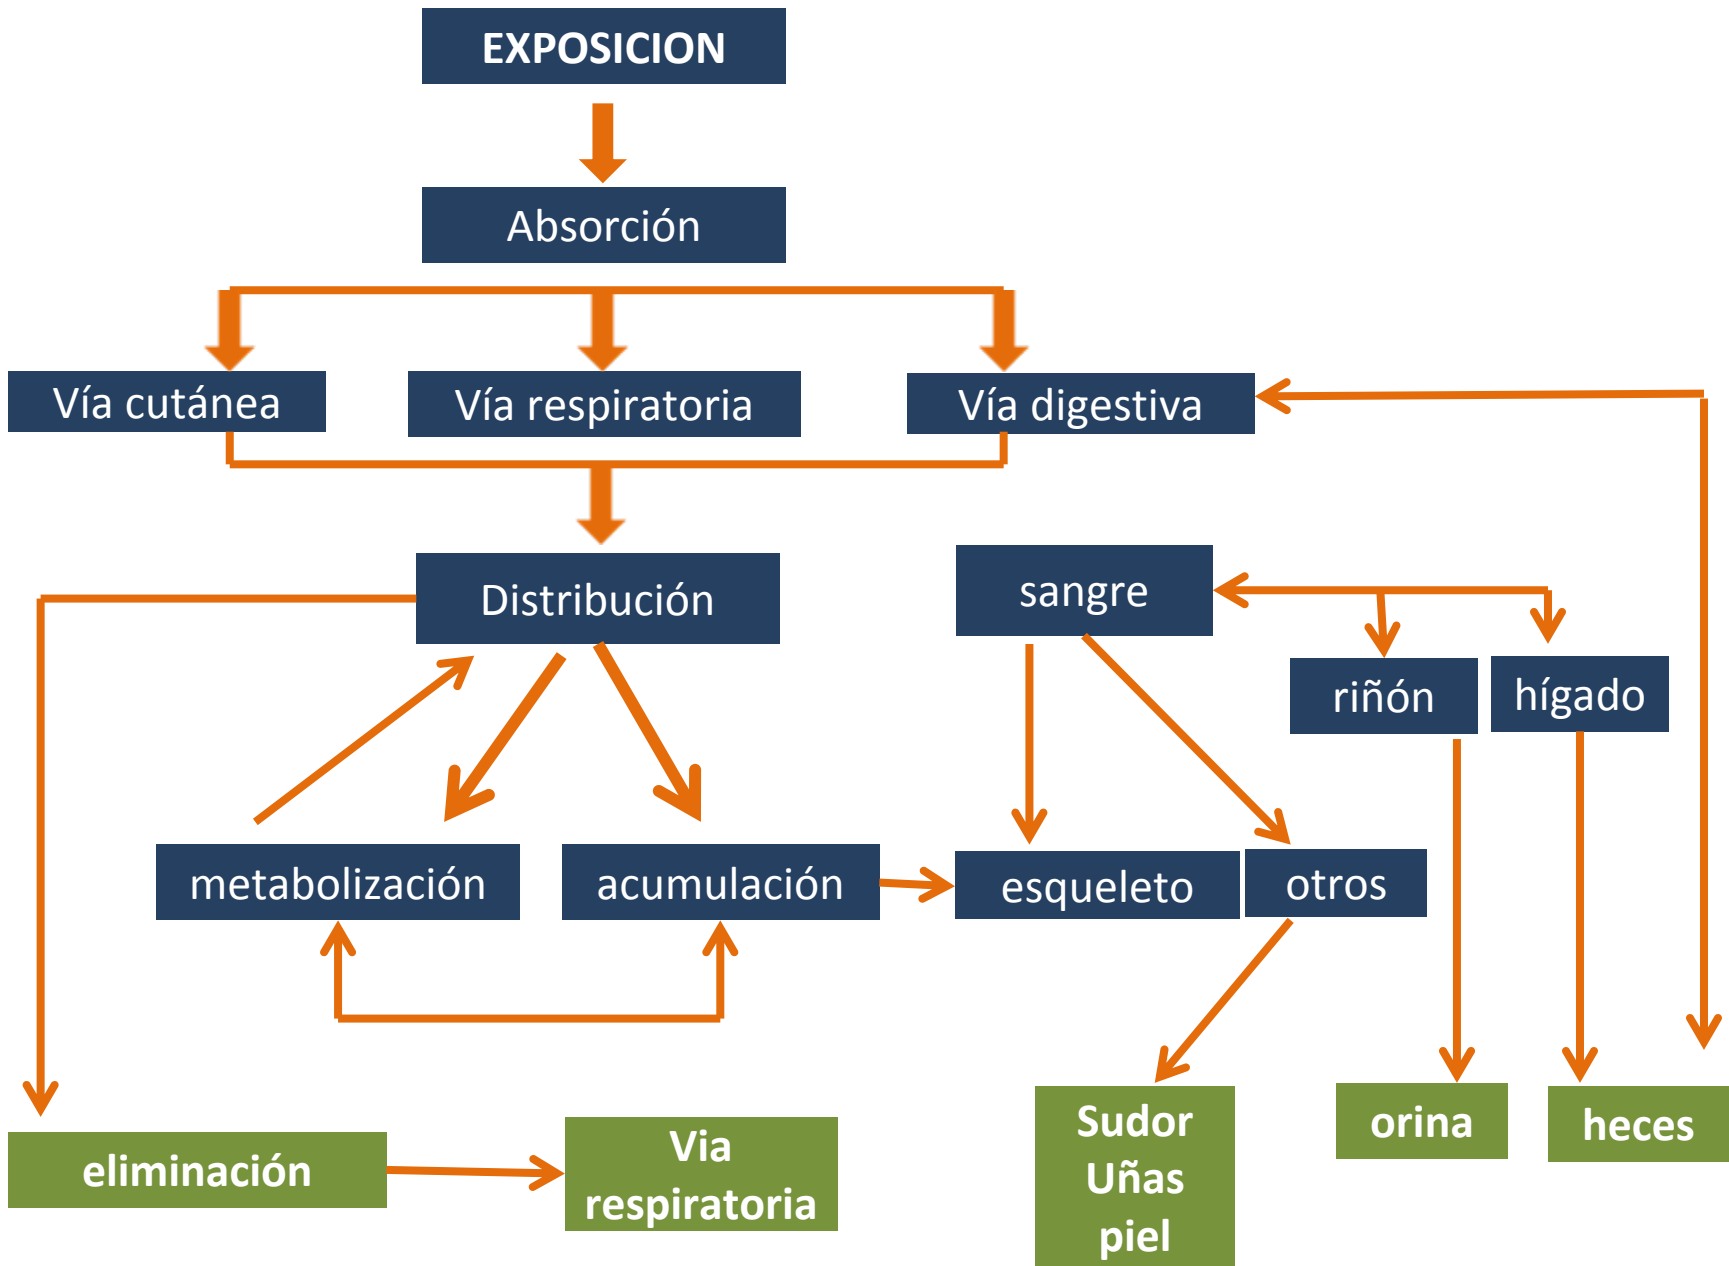 EXPOSICION
Absorción
Vía cutánea
Vía respiratoria
Vía digestiva
Distribución
sangre
riñón
hígado
metabolización
acumulación
esqueleto
otros
eliminación
Via
respiratoria
Sudor
Uñas
piel
orina
heces